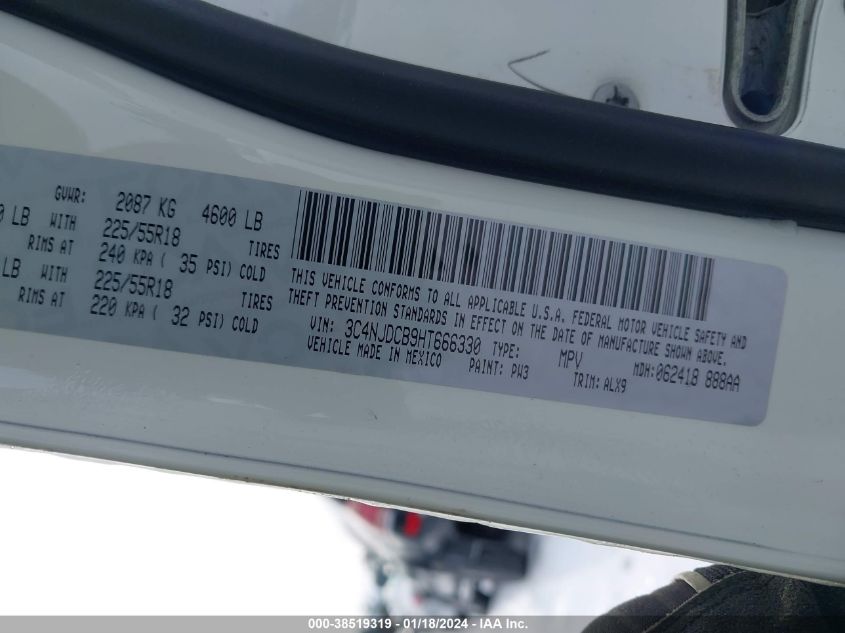 GVWR: 2087 KG 4600 LB
LB WITH 225/55R18 TIRES
RIMS AT 240 KPA ( 35 PSI) COLD
LB WITH 225/55R18 TIRES
RIMS AT 220 KPA ( 32 PSI) COLD
THIS VEHICLE CONFORMS TO ALL APPLICABLE U.S.A. FEDERAL MOTOR VEHICLE SAFETY AND
THEFT PREVENTION STANDARDS IN EFFECT ON THE DATE OF MANUFACTURE SHOWN ABOVE.
VIN: 3C4NJDCB9HT666330 TYPE: MPV MDH: 062418 888AA
VEHICLE MADE IN MEXICO PAINT: PW3 TRIM: ALX9
000-38519319 - 01/18/2024 - IAA Inc.